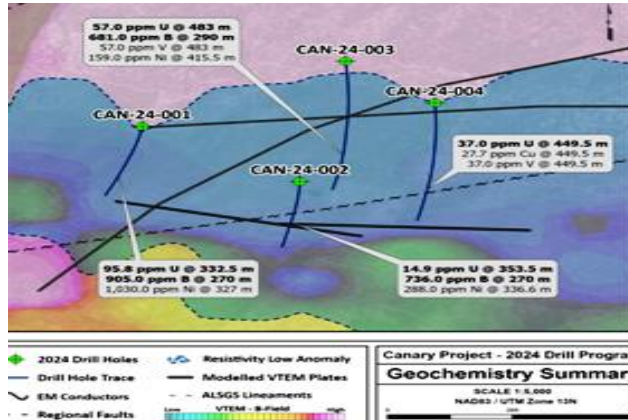 57.0 ppm U @ 483 m
681.0 ppm B @ 290 m
57.0 ppm V @ 483 m
159.0 ppm Ni @ 415.5 m
CAN-24-003
CAN-24-004
CAN-24-001
37.0 ppm U @ 449.5 m
27.7 ppm Cu @ 449.5 m
37.0 ppm V @ 449.5 m
CAN-24-002
95.8 ppm U @ 332.5 m
905.0 ppm B @ 270 m
1,030.0 ppm Ni @ 327 m
14.9 ppm U @ 353.5 m
736.0 ppm B @ 270 m
288.0 ppm Ni @ 336.6 m
2024 Drill Holes
Resistivity Low Anomaly
Drill Hole Trace
Modelled VTEM Plates
EM Conductors
ALSGS Lineaments
Regional Faults
Low VTEM - B-Field High
Canary Project - 2024 Drill Progra
Geochemistry Summar
SCALE 1:5,000
NAD83 / UTM Zone 13N